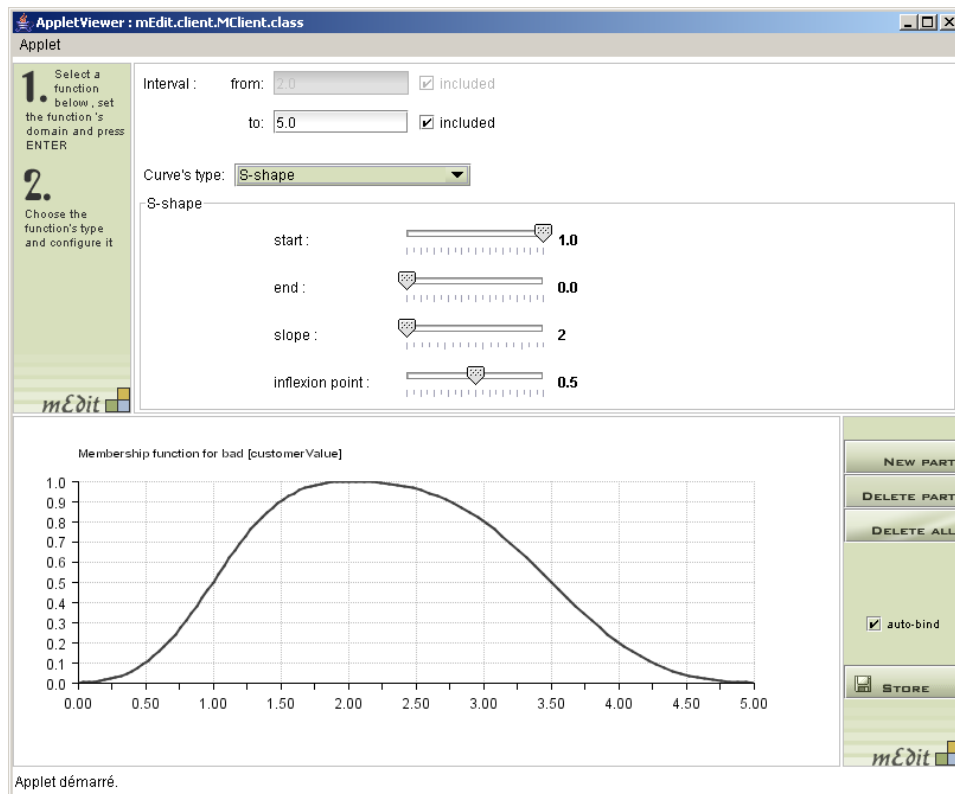 AppletViewer : mEdit.client.MClient.class
Applet
1. Select a
function
below , set
the function 's
domain and press
ENTER
2.
Choose the
function's type
and configure it
mEdit
Interval : from: 2.0 included
to: 5.0 included
Curve's type: S-shape
S-shape
start : 1.0
end : 0.0
slope : 2
inflexion point : 0.5
Membership function for bad [customerValue]
1.0
0.9
0.8
0.7
0.6
0.5
0.4
0.3
0.2
0.1
0.0
0.00 0.50 1.00 1.50 2.00 2.50 3.00 3.50 4.00 4.50 5.00
NEW PART
DELETE PART
DELETE ALL
auto-bind
STORE
mEdit
Applet démarré.